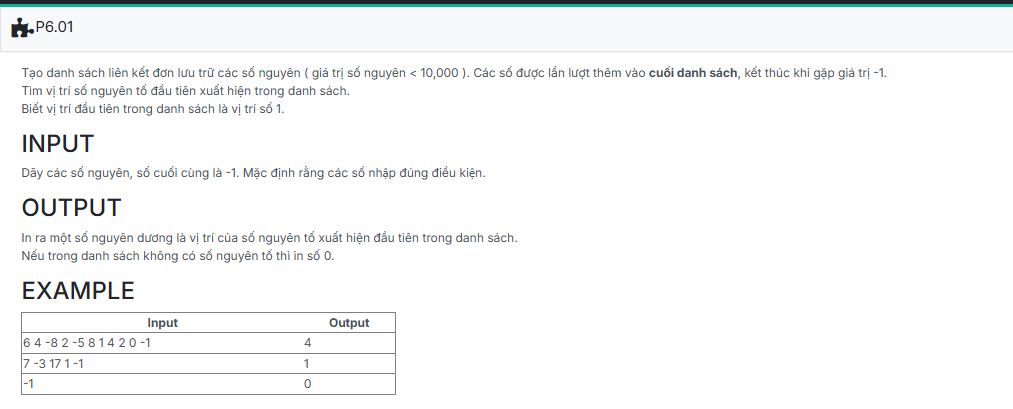 P6.01
Tạo danh sách liên kết đơn lưu trữ các số nguyên ( giá trị số nguyên < 10,000 ). Các số được lần lượt thêm vào cuối danh sách, kết thúc khi gặp giá trị -1.
Tìm vị trí số nguyên tố đầu tiên xuất hiện trong danh sách.
Biết vị trí đầu tiên trong danh sách là vị trí số 1.
INPUT
Dãy các số nguyên, số cuối cùng là -1. Mặc định rằng các số nhập đúng điều kiện.
OUTPUT
In ra một số nguyên dương là vị trí của số nguyên tố xuất hiện đầu tiên trong danh sách.
Nếu trong danh sách không có số nguyên tố thì in số 0.
EXAMPLE
Input Output
6 4 -8 2 -5 8 1 4 2 0 -1 4
7 -3 17 1 -1 1
-1 0